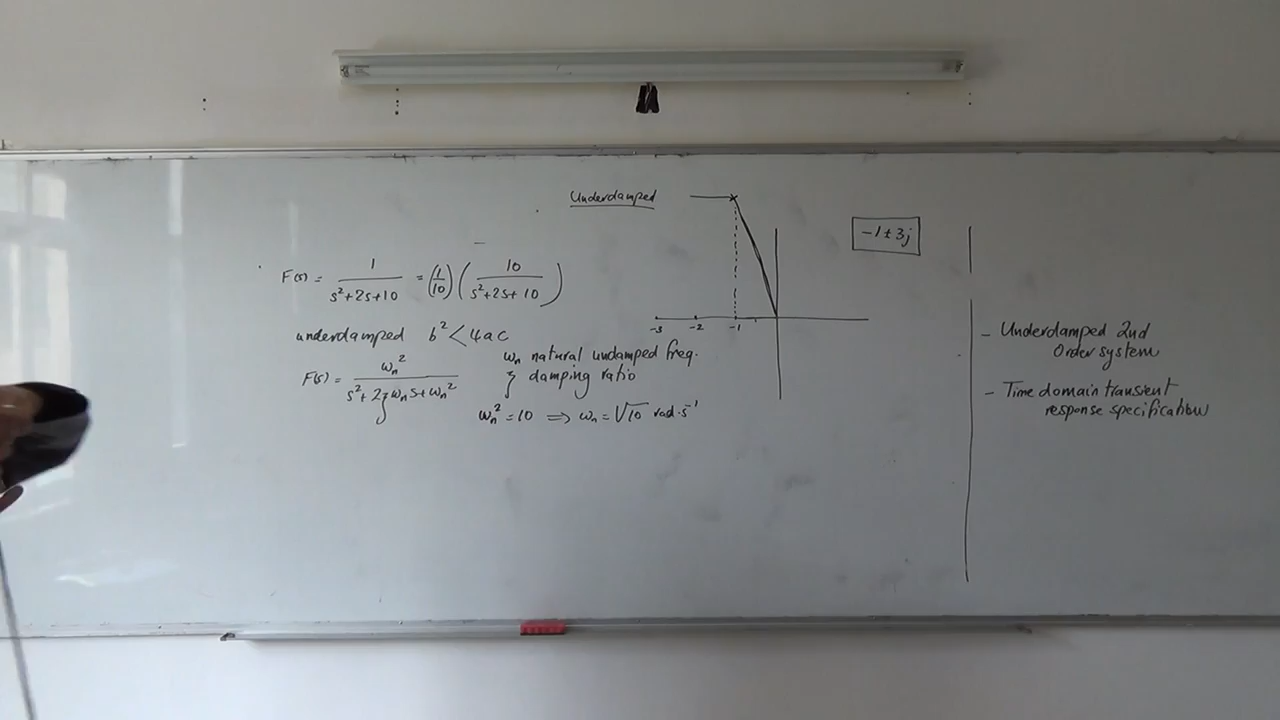 Underdamped
-1 ± 3j
F(s) = 1 / (s²+2s+10) = (1/10) (10 / (s²+2s+10))
underdamped b² < 4ac
ωn natural undamped freq.
F(s) = ωn² / (s² + 2ζωn s + ωn²)
ζ damping ratio
ωn² = 10 ⟹ ωn = √10 rad·s⁻¹
-3 -2 -1
- Underdamped 2nd
Order system
- Time domain transient
response specification